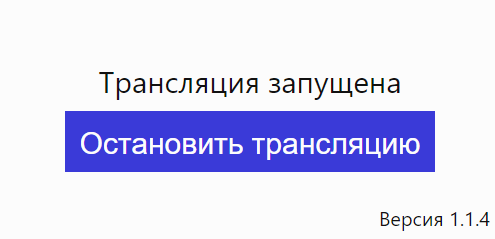 Трансляция запущена
Остановить трансляцию
Версия 1.1.4